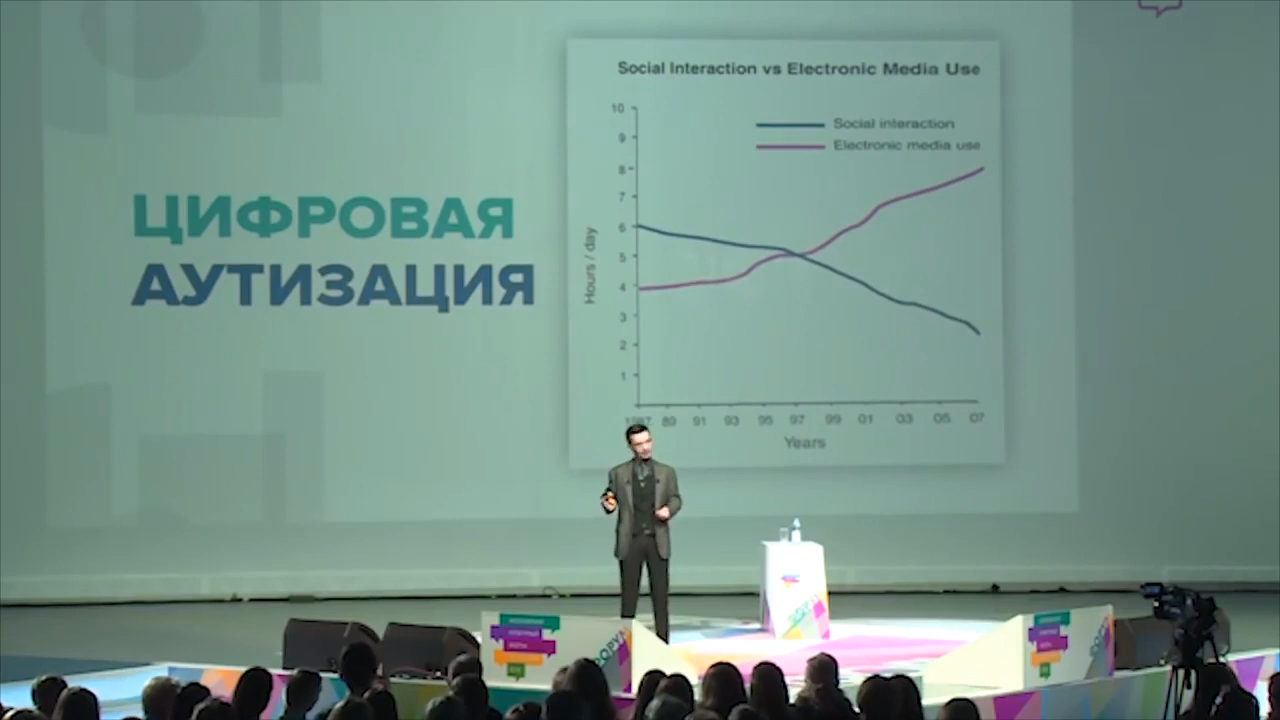 ЦИФРОВАЯ
АУТИЗАЦИЯ
Social Interaction vs Electronic Media Use
Social interaction
Electronic media use
10
9
8
7
6
5
4
3
2
1
Hours / day
1987 89 91 93 95 97 99 01 03 05 07
Years